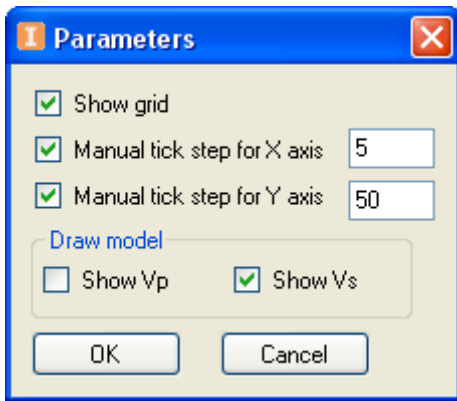 I Parameters
Show grid
Manual tick step for X axis 5
Manual tick step for Y axis 50
Draw model
Show Vp Show Vs
OK Cancel